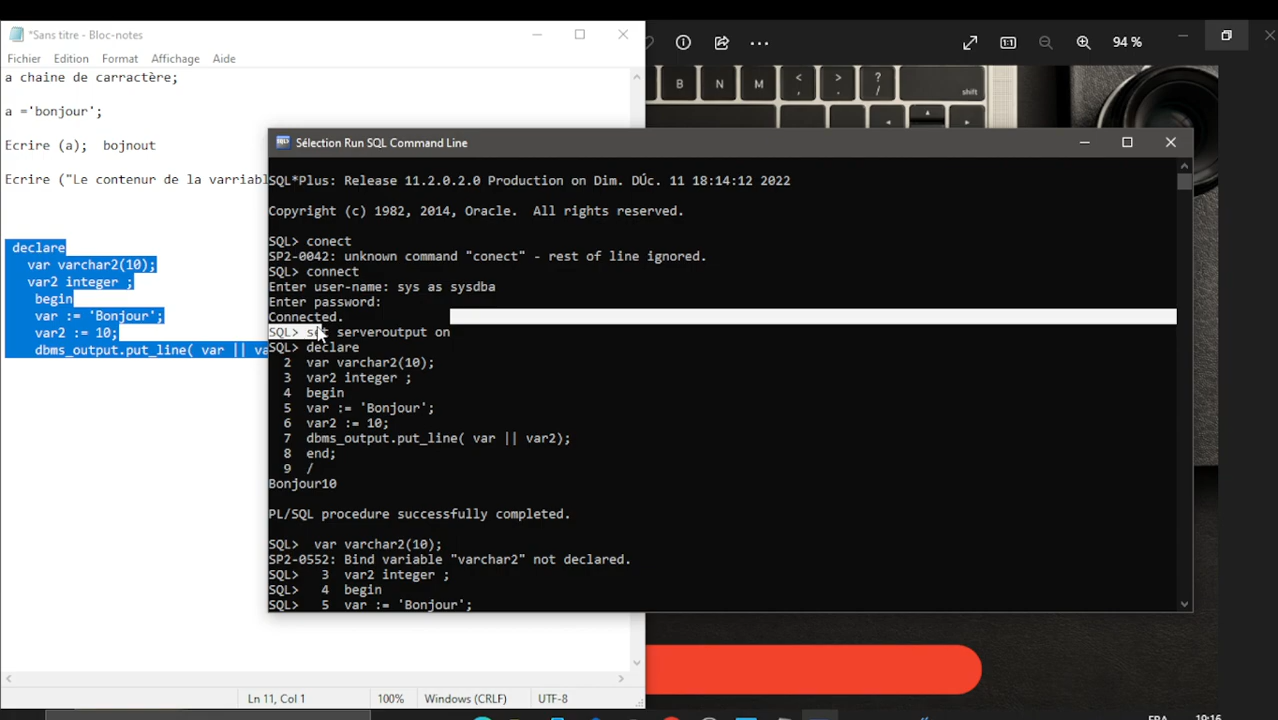 *Sans titre - Bloc-notes
Fichier Edition Format Affichage Aide
a chaine de carractère;
a ='bonjour';
Ecrire (a);  bojnout
Ecrire ("Le contenur de la varriabl
declare
var varchar2(10);
var2 integer ;
begin
var := 'Bonjour';
var2 := 10;
dbms_output.put_line( var || va
Ln 11, Col 1 100% Windows (CRLF) UTF-8
94 %
B N M < , > . ? / shift
Sélection Run SQL Command Line
SQL*Plus: Release 11.2.0.2.0 Production on Dim. DÚc. 11 18:14:12 2022
Copyright (c) 1982, 2014, Oracle.  All rights reserved.
SQL> conect
SP2-0042: unknown command "conect" - rest of line ignored.
SQL> connect
Enter user-name: sys as sysdba
Enter password:
Connected.
SQL> set serveroutput on
SQL> declare
2  var varchar2(10);
3  var2 integer ;
4  begin
5  var := 'Bonjour';
6  var2 := 10;
7  dbms_output.put_line( var || var2);
8  end;
9  /
Bonjour10
PL/SQL procedure successfully completed.
SQL>  var varchar2(10);
SP2-0552: Bind variable "varchar2" not declared.
SQL>   3  var2 integer ;
SQL>   4  begin
SQL>   5  var := 'Bonjour';
FRA 19:16